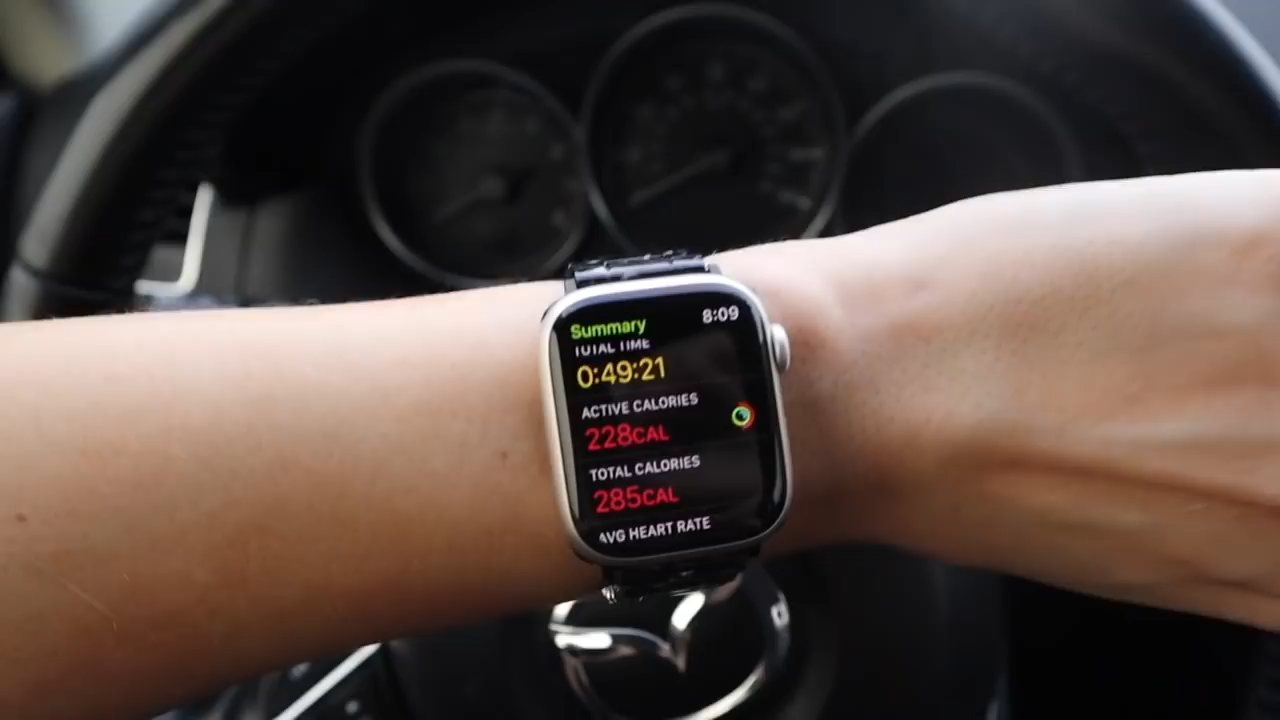 Summary 8:09
TOTAL TIME
0:49:21
ACTIVE CALORIES
228CAL
TOTAL CALORIES
285CAL
AVG HEART RATE